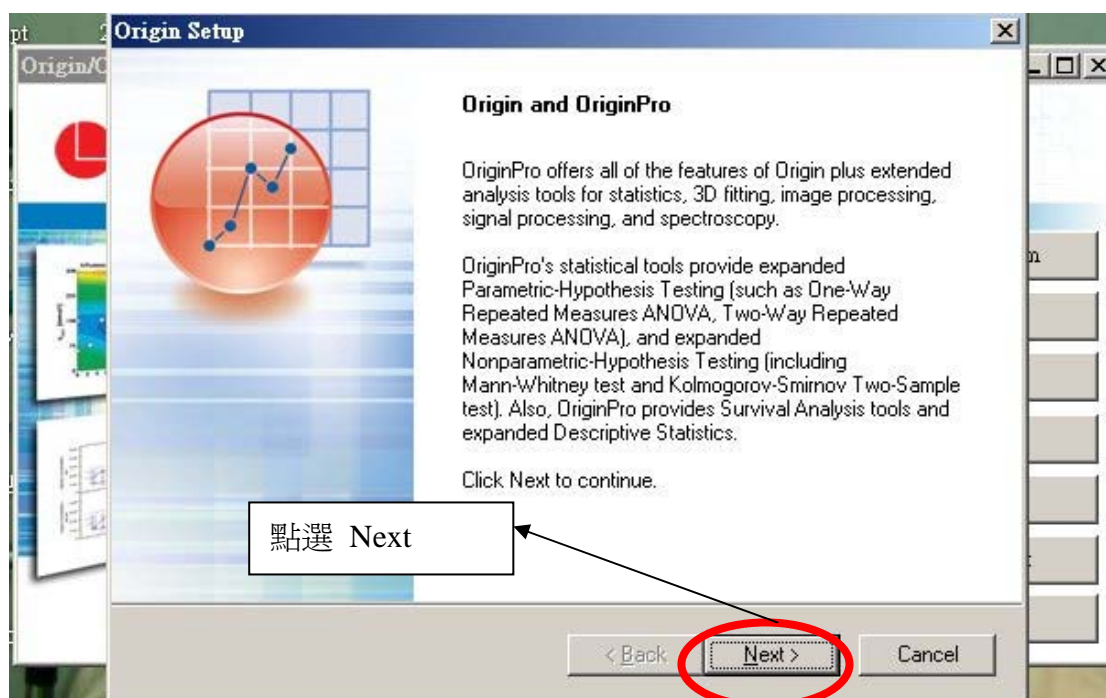 pt
2
Origin Setup
Origin/O
Origin and OriginPro
OriginPro offers all of the features of Origin plus extended
analysis tools for statistics, 3D fitting, image processing,
signal processing, and spectroscopy.
OriginPro's statistical tools provide expanded
Parametric-Hypothesis Testing (such as One-Way
Repeated Measures ANOVA, Two-Way Repeated
Measures ANOVA), and expanded
Nonparametric-Hypothesis Testing (including
Mann-Whitney test and Kolmogorov-Smirnov Two-Sample
test). Also, OriginPro provides Survival Analysis tools and
expanded Descriptive Statistics.
Click Next to continue.
點選 Next
< Back
Next >
Cancel